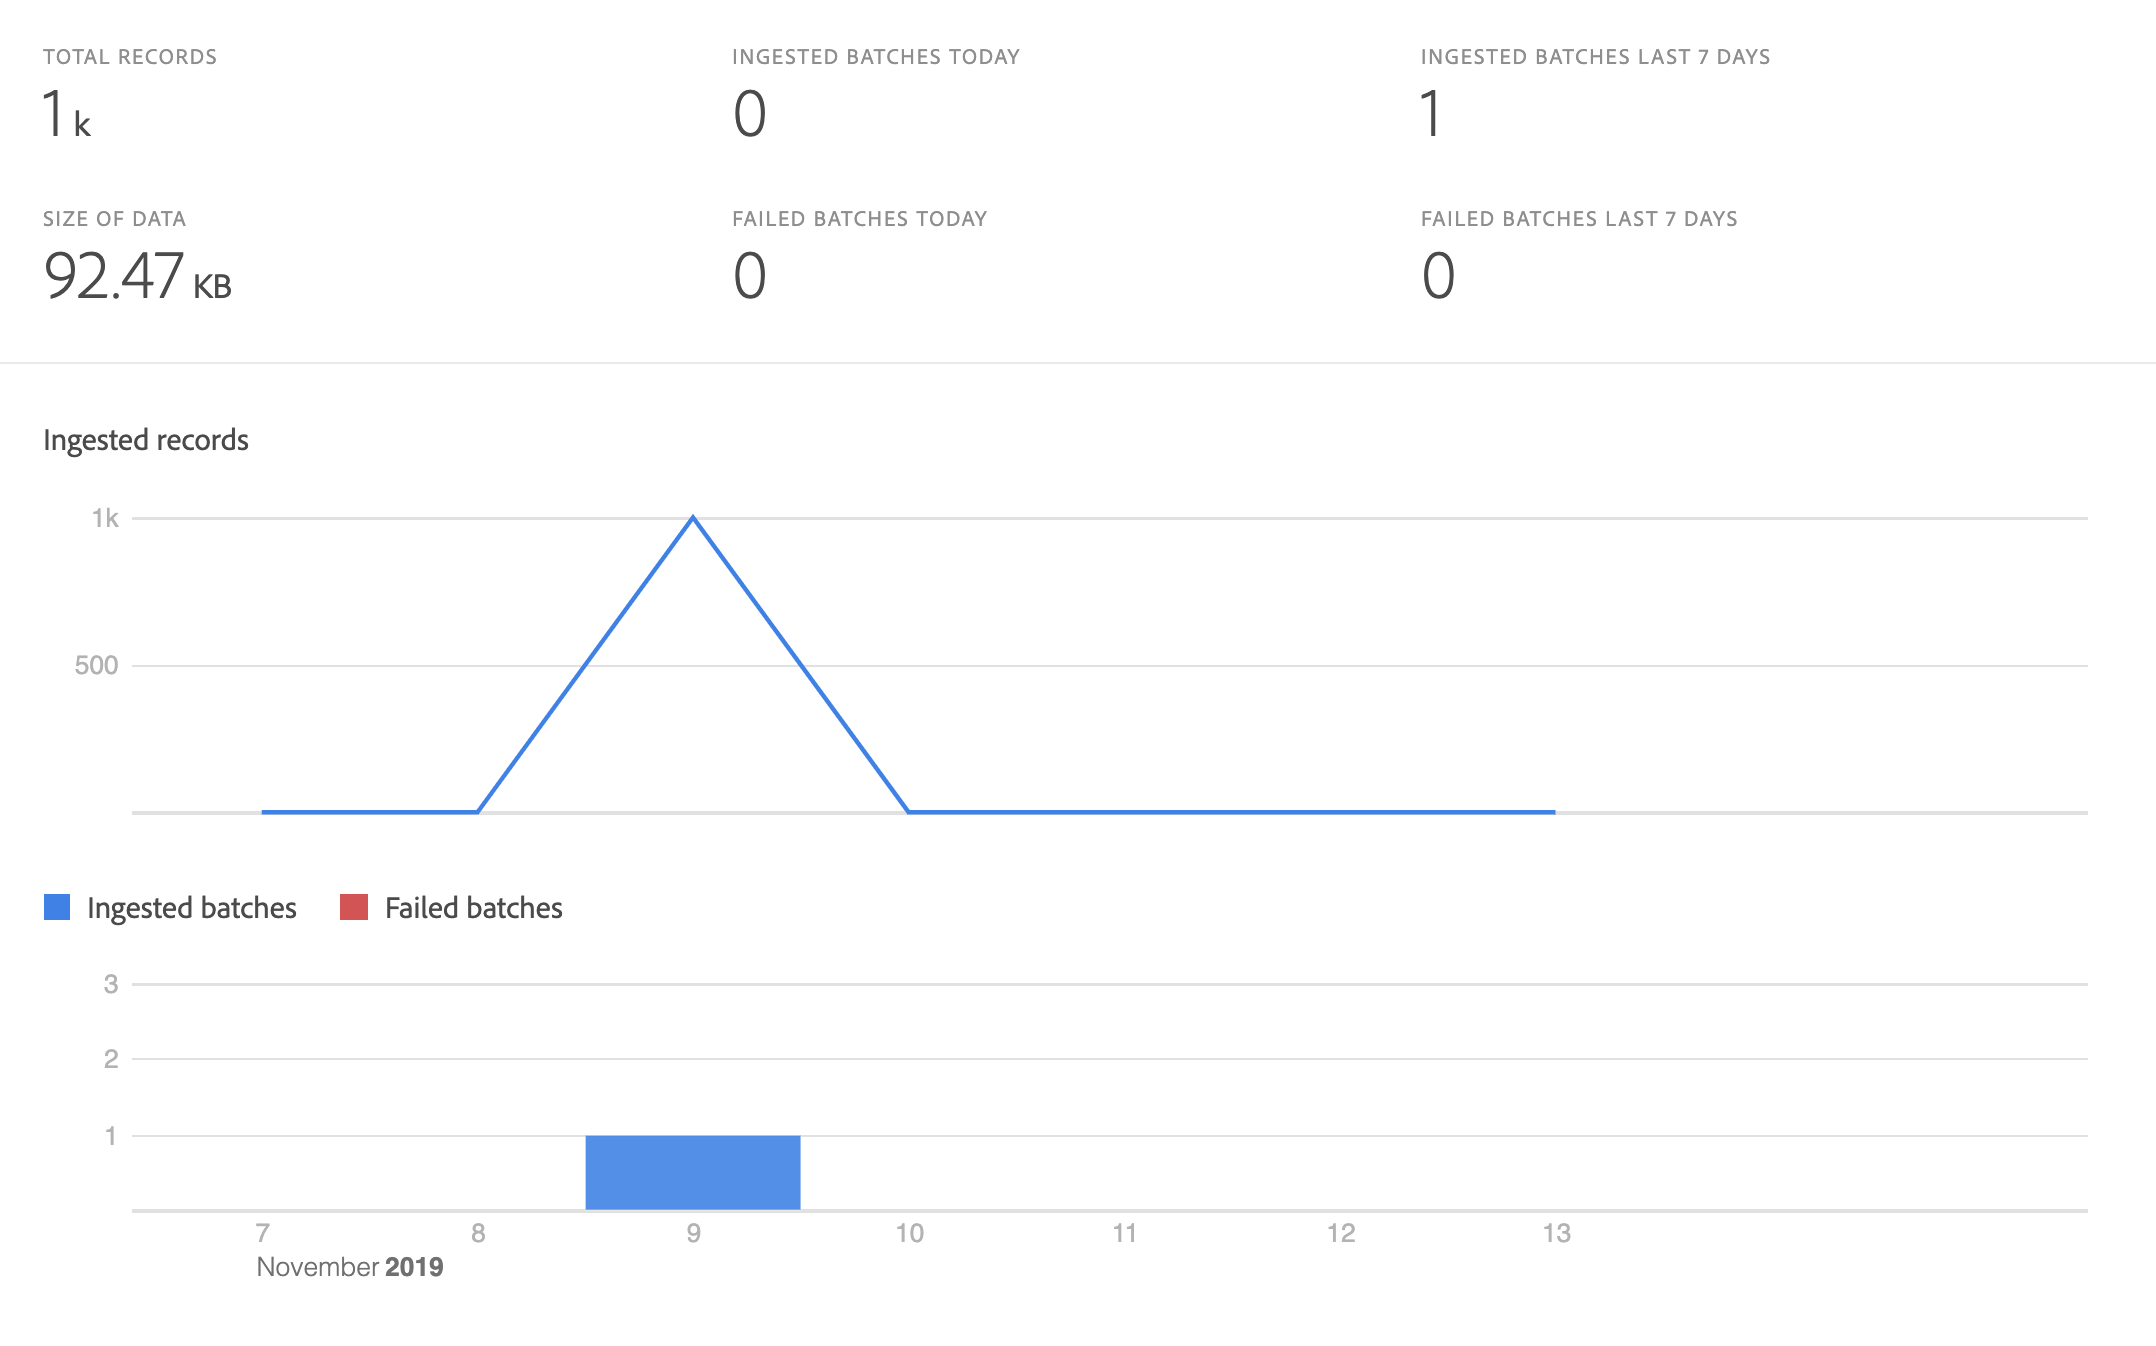 TOTAL RECORDS
1 k
INGESTED BATCHES TODAY
0
INGESTED BATCHES LAST 7 DAYS
1
SIZE OF DATA
92.47 KB
FAILED BATCHES TODAY
0
FAILED BATCHES LAST 7 DAYS
0
Ingested records
1k
500
Ingested batches
Failed batches
3
2
1
7 8 9 10 11 12 13
November 2019